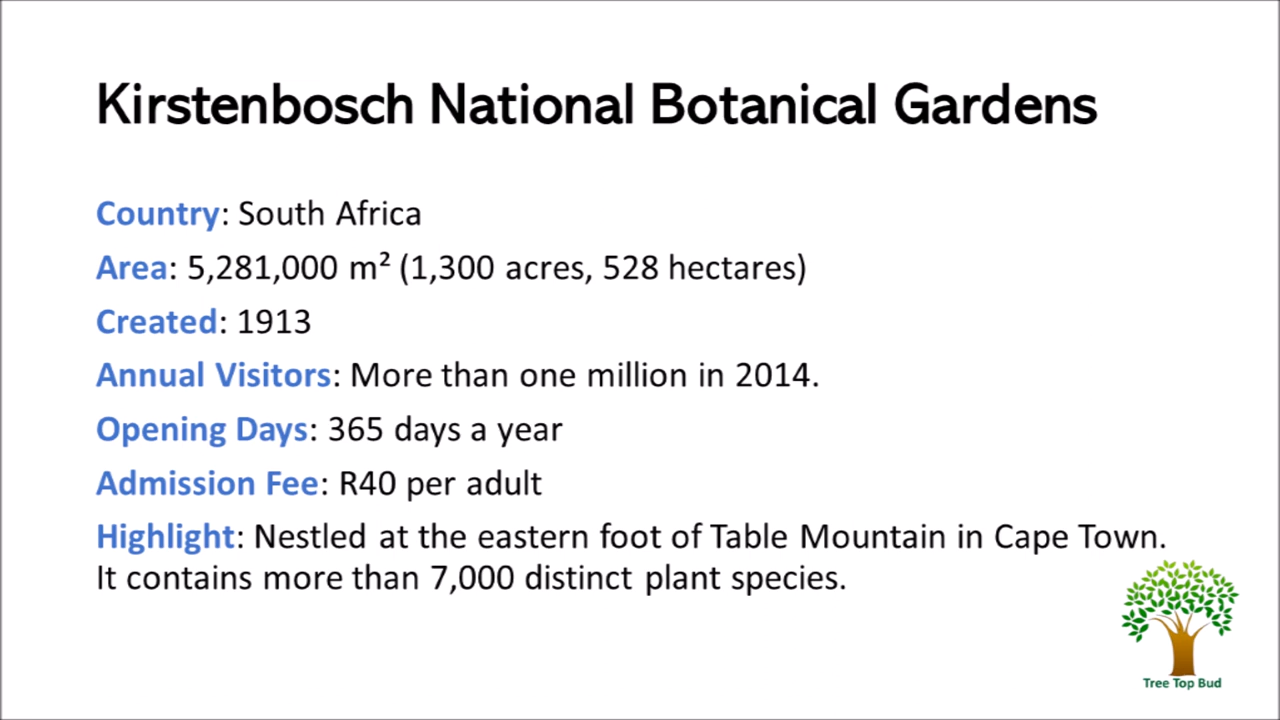 Kirstenbosch National Botanical Gardens
Country: South Africa
Area: 5,281,000 m² (1,300 acres, 528 hectares)
Created: 1913
Annual Visitors: More than one million in 2014.
Opening Days: 365 days a year
Admission Fee: R40 per adult
Highlight: Nestled at the eastern foot of Table Mountain in Cape Town.
It contains more than 7,000 distinct plant species.
Tree Top Bud